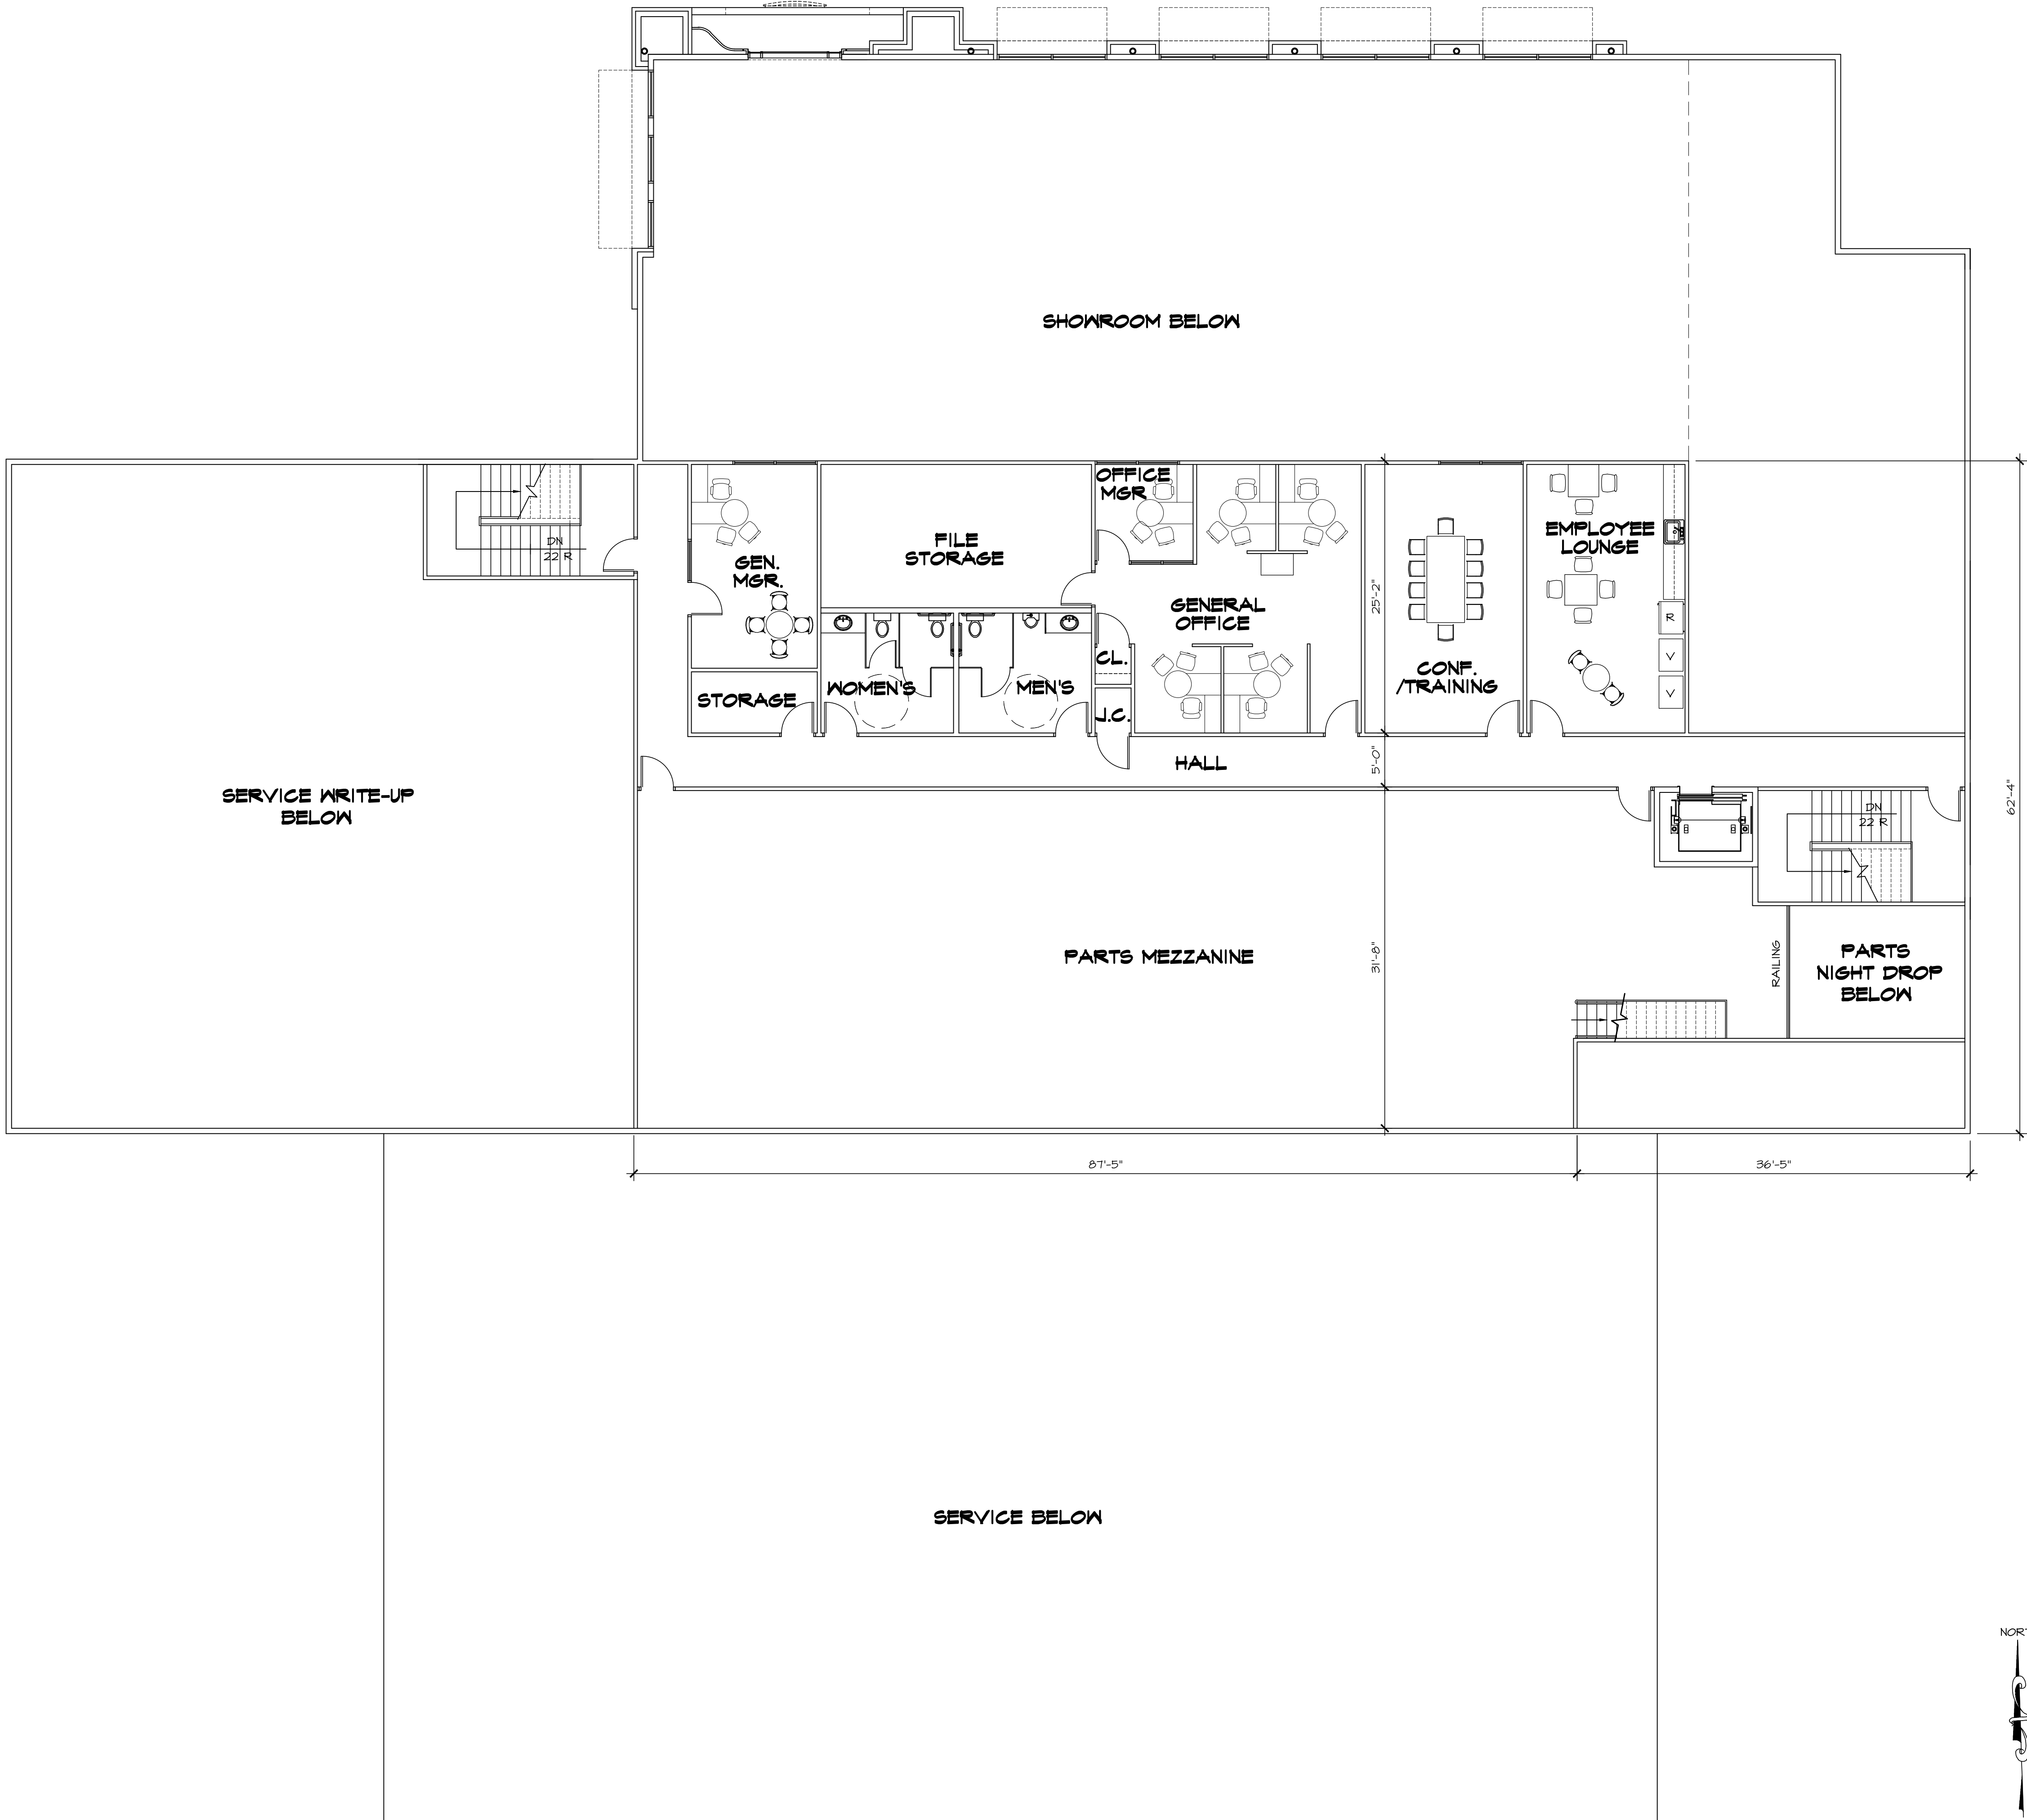 SHOWROOM BELOW
OFFICE
MGR
EMPLOYEE
LOUNGE
FILE
STORAGE
DN
22 R
GEN.
MGR.
25'-2"
GENERAL
OFFICE
R
V
V
CL.
CONF.
/TRAINING
WOMEN'S
MEN'S
STORAGE
J.C.
HALL
5'-0"
62'-4"
SERVICE WRITE-UP
BELOW
DN
22 R
PARTS MEZZANINE
31'-8"
RAILING
PARTS
NIGHT DROP
BELOW
87'-5"
36'-5"
SERVICE BELOW
NOR